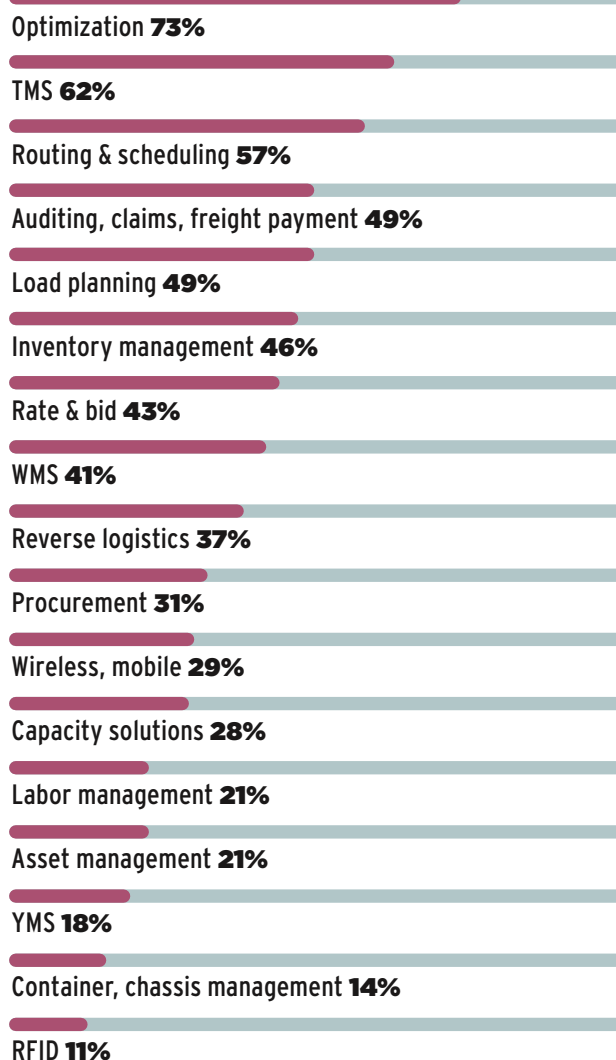 Optimization 73%
TMS 62%
Routing & scheduling 57%
Auditing, claims, freight payment 49%
Load planning 49%
Inventory management 46%
Rate & bid 43%
WMS 41%
Reverse logistics 37%
Procurement 31%
Wireless, mobile 29%
Capacity solutions 28%
Labor management 21%
Asset management 21%
YMS 18%
Container, chassis management 14%
RFID 11%